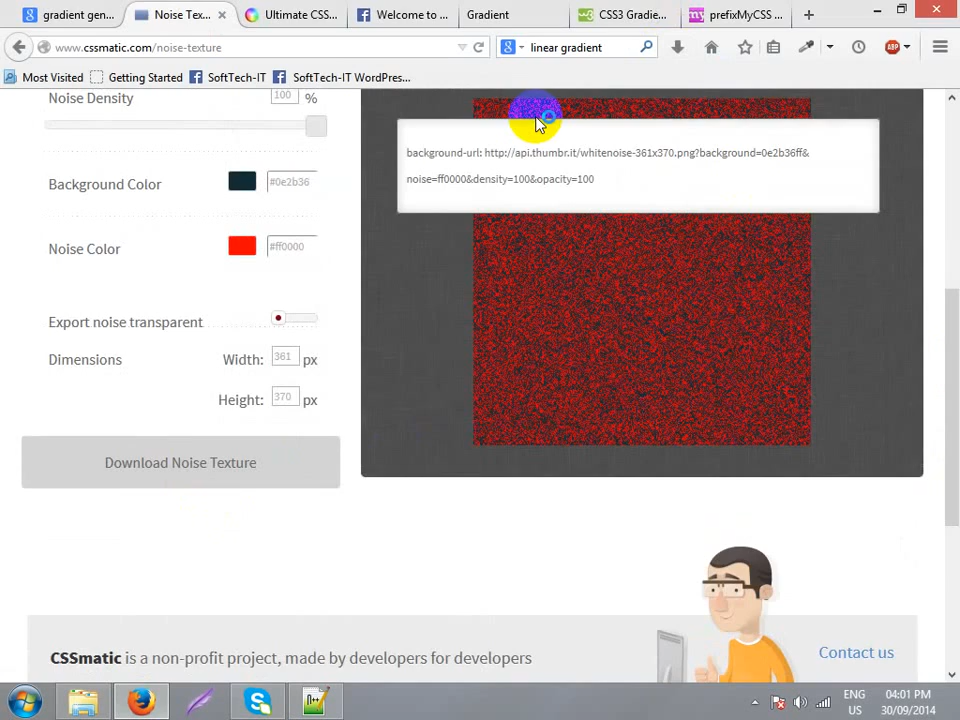 gradient gen...
Noise Tex...
Ultimate CSS...
Welcome to ...
Gradient
CSS3 Gradie...
prefixMyCSS ...
www.cssmatic.com/noise-texture
linear gradient
Most Visited
Getting Started
SoftTech-IT
SoftTech-IT WordPres...
Noise Density
100 %
Background Color
#0e2b36
Noise Color
#ff0000
Export noise transparent
Dimensions
Width: 361 px
Height: 370 px
Download Noise Texture
background-url: http://api.thumbr.it/whitenoise-361x370.png?background=0e2b36ff&
noise=ff0000&density=100&opacity=100
CSSmatic is a non-profit project, made by developers for developers
Contact us
ENG
US
04:01 PM
30/09/2014